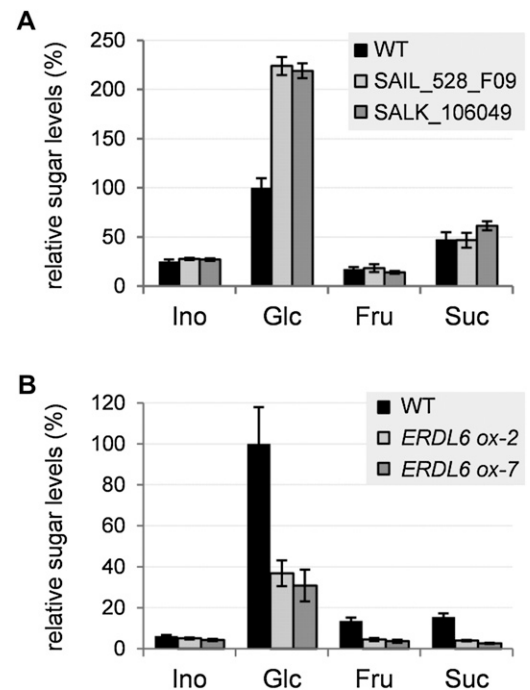 A
relative sugar levels (%)
250
200
150
100
50
0
WT
SAIL_528_F09
SALK_106049
Ino Glc Fru Suc
B
relative sugar levels (%)
120
100
80
60
40
20
0
WT
ERDL6 ox-2
ERDL6 ox-7
Ino Glc Fru Suc